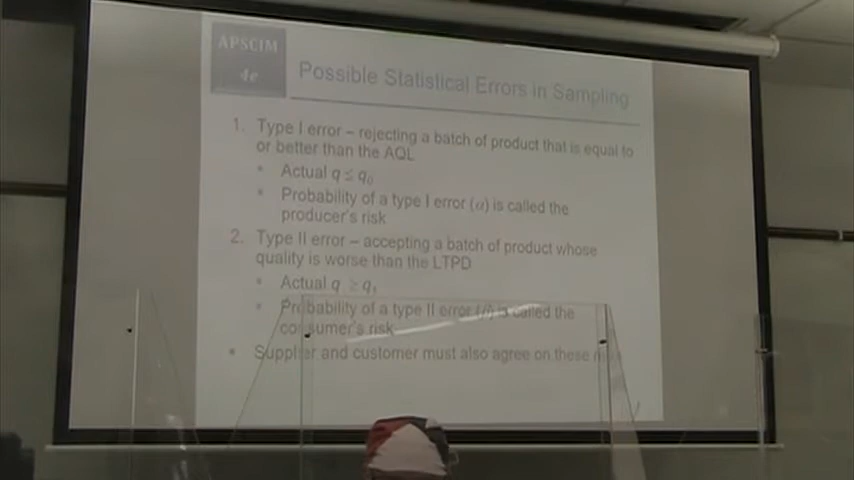 APSCIM
4e
Possible Statistical Errors in Sampling
1. Type I error – rejecting a batch of product that is equal to
or better than the AQL
• Actual q ≤ q₀
• Probability of a type I error (α) is called the
producer's risk
2. Type II error – accepting a batch of product whose
quality is worse than the LTPD
• Actual q ≥ q₁
• Probability of a type II error (β) is called the
consumer's risk
• Supplier and customer must also agree on these